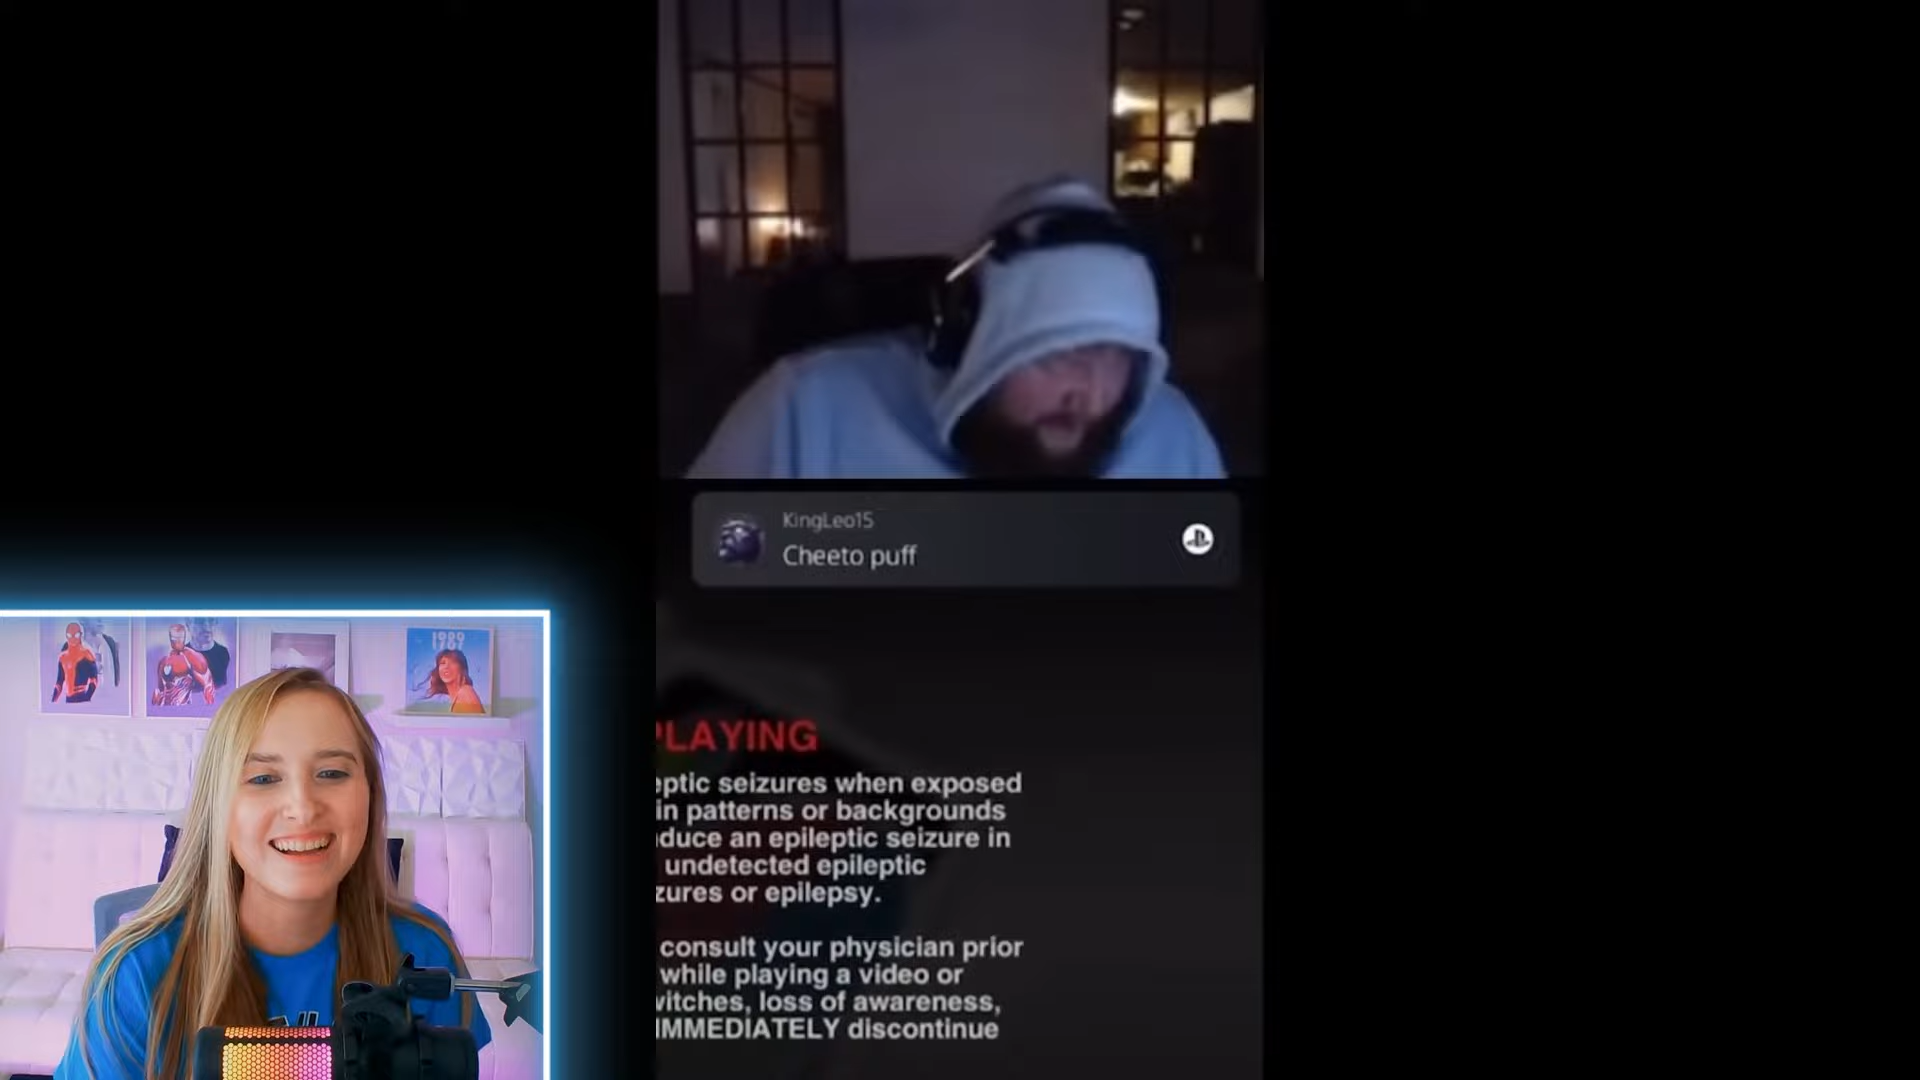 KingLeo15
Cheeto puff
PLAYING
eptic seizures when exposed
in patterns or backgrounds
duce an epileptic seizure in
undetected epileptic
zures or epilepsy.
consult your physician prior
while playing a video or
witches, loss of awareness,
IMMEDIATELY discontinue
1989